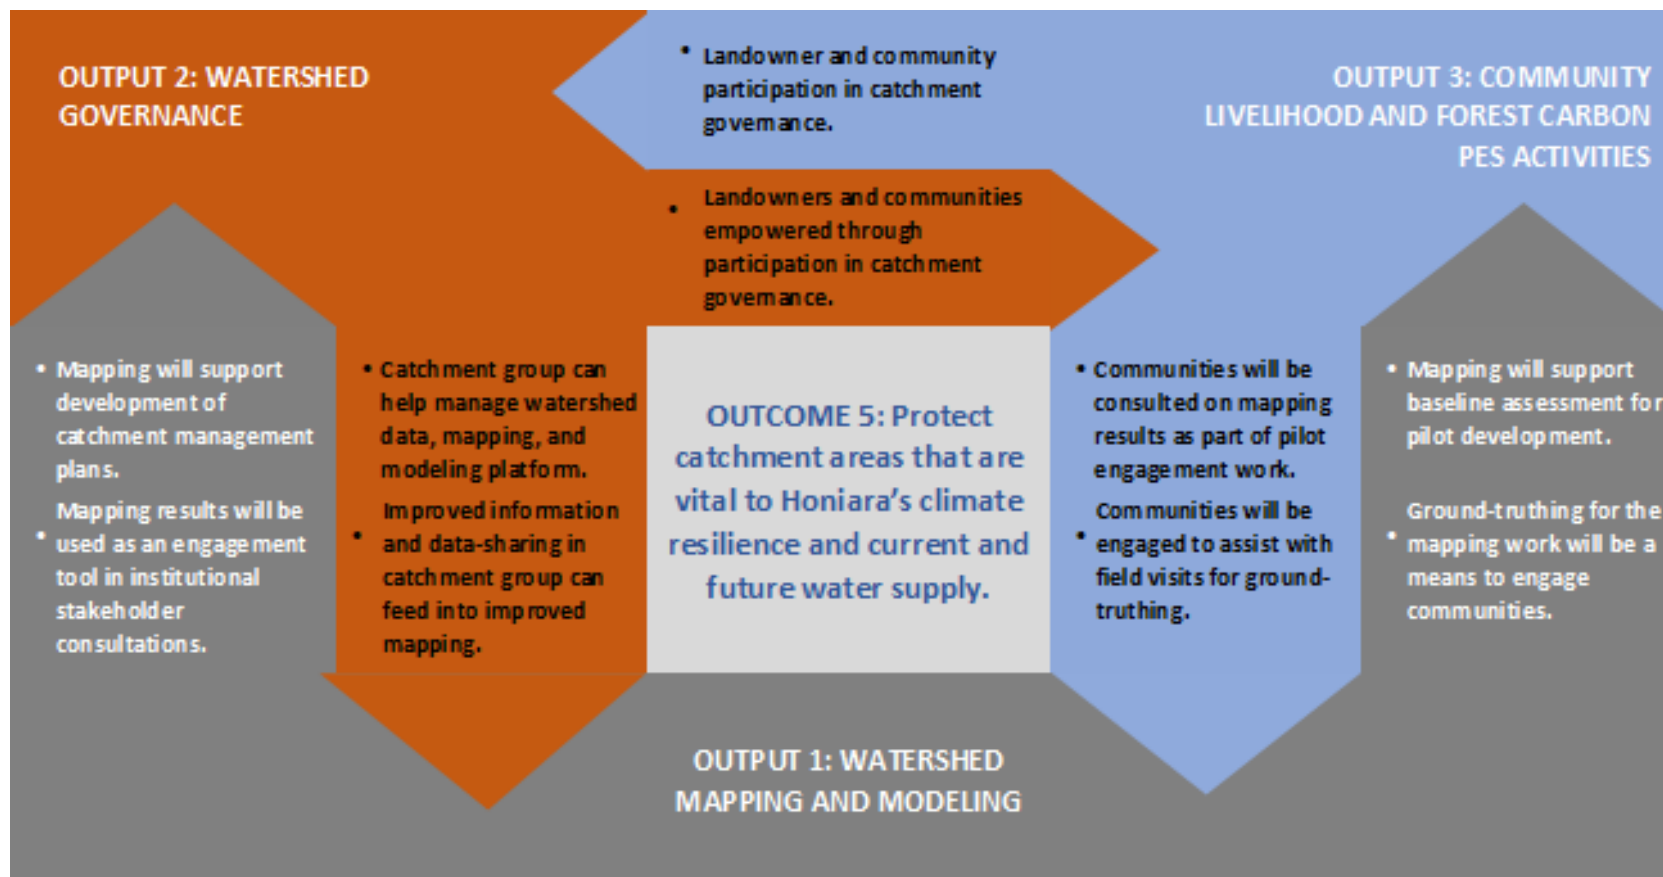 OUTPUT 2: WATERSHED
GOVERNANCE
• Landowner and community
participation in catchment
governance.
OUTPUT 3: COMMUNITY
LIVELIHOOD AND FOREST CARBON
PES ACTIVITIES
• Landowners and communities
empowered through
participation in catchment
governance.
• Mapping will support
development of
catchment management
plans.
• Mapping results will be
used as an engagement
tool in institutional
stakeholder
consultations.
• Catchment group can
help manage watershed
data, mapping, and
modeling platform.
• Improved information
and data-sharing in
catchment group can
feed into improved
mapping.
OUTCOME 5: Protect
catchment areas that are
vital to Honiara’s climate
resilience and current and
future water supply.
• Communities will be
consulted on mapping
results as part of pilot
engagement work.
• Communities will be
engaged to assist with
field visits for ground-
truthing.
• Mapping will support
baseline assessment for
pilot development.
• Ground-truthing for the
mapping work will be a
means to engage
communities.
OUTPUT 1: WATERSHED
MAPPING AND MODELING